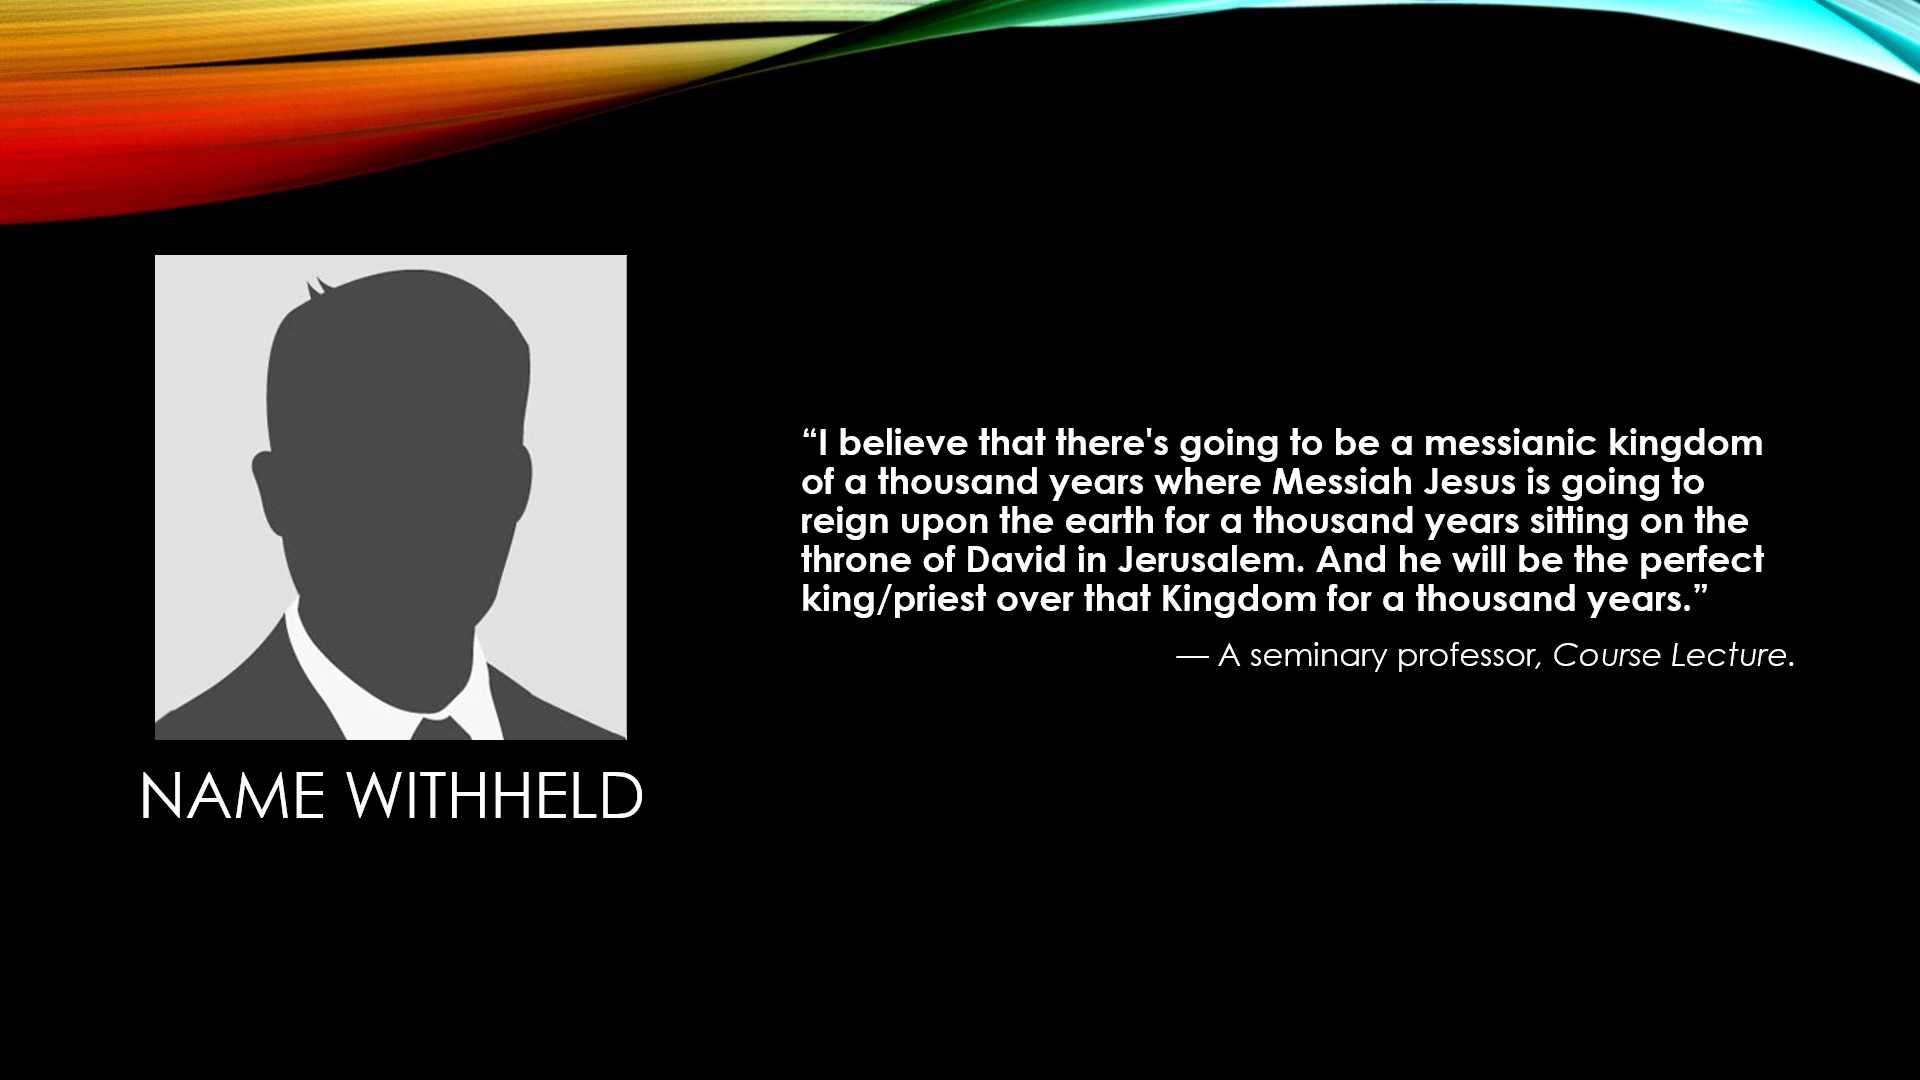 “I believe that there's going to be a messianic kingdom
of a thousand years where Messiah Jesus is going to
reign upon the earth for a thousand years sitting on the
throne of David in Jerusalem. And he will be the perfect
king/priest over that Kingdom for a thousand years.”
— A seminary professor, Course Lecture.
NAME WITHHELD